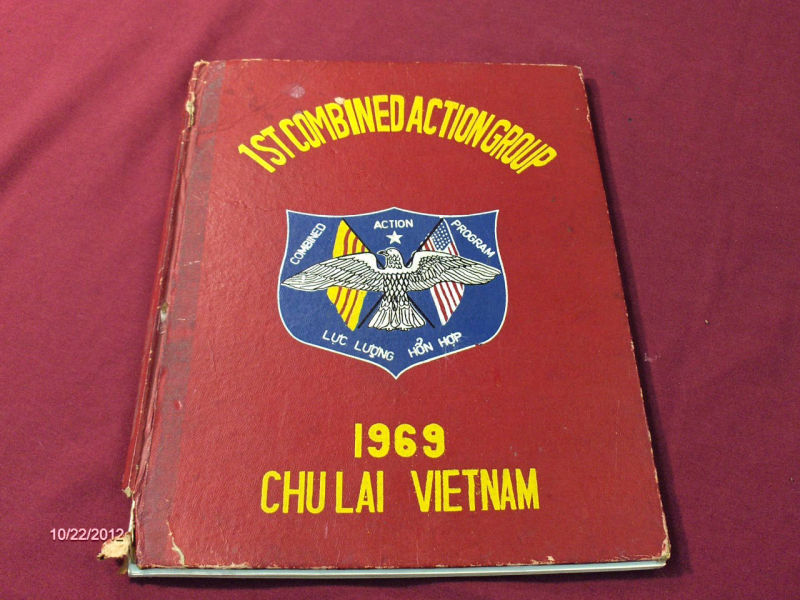 1ST COMBINED ACTION GROUP
COMBINED ACTION PROGRAM
LỰC LƯỢNG HỖN HỢP
1969
CHU LAI VIETNAM
10/22/2012